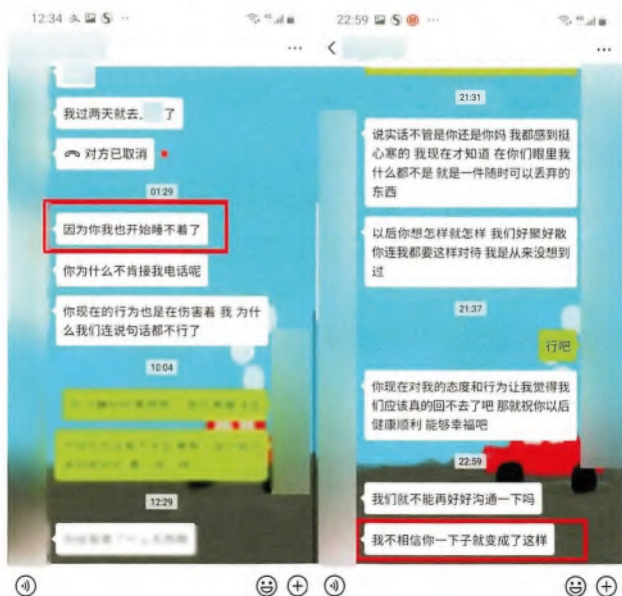 12:34
我过两天就去
了
对方已取消
01:29
因为你我也开始睡不着了
你为什么不肯接我电话呢
你现在的行为也是在伤害着 我 为什
么我们连说句话都不行了
10:04
12:29
22:59
21:31
说实话不管是你还是你妈 我都感到挺
心寒的 我现在才知道 在你们眼里我
什么都不是 就是一件随时可以丢弃的
东西
以后你想怎样就怎样 我们好聚好散
你连我都要这样对待 我是从来没想到
过
21:37
行吧
你现在对我的态度和行为让我觉得我
们应该真的回不去了吧 那就祝你以后
健康顺利 能够幸福吧
22:59
我们就不能再好好沟通一下吗
我不相信你一下子就变成了这样